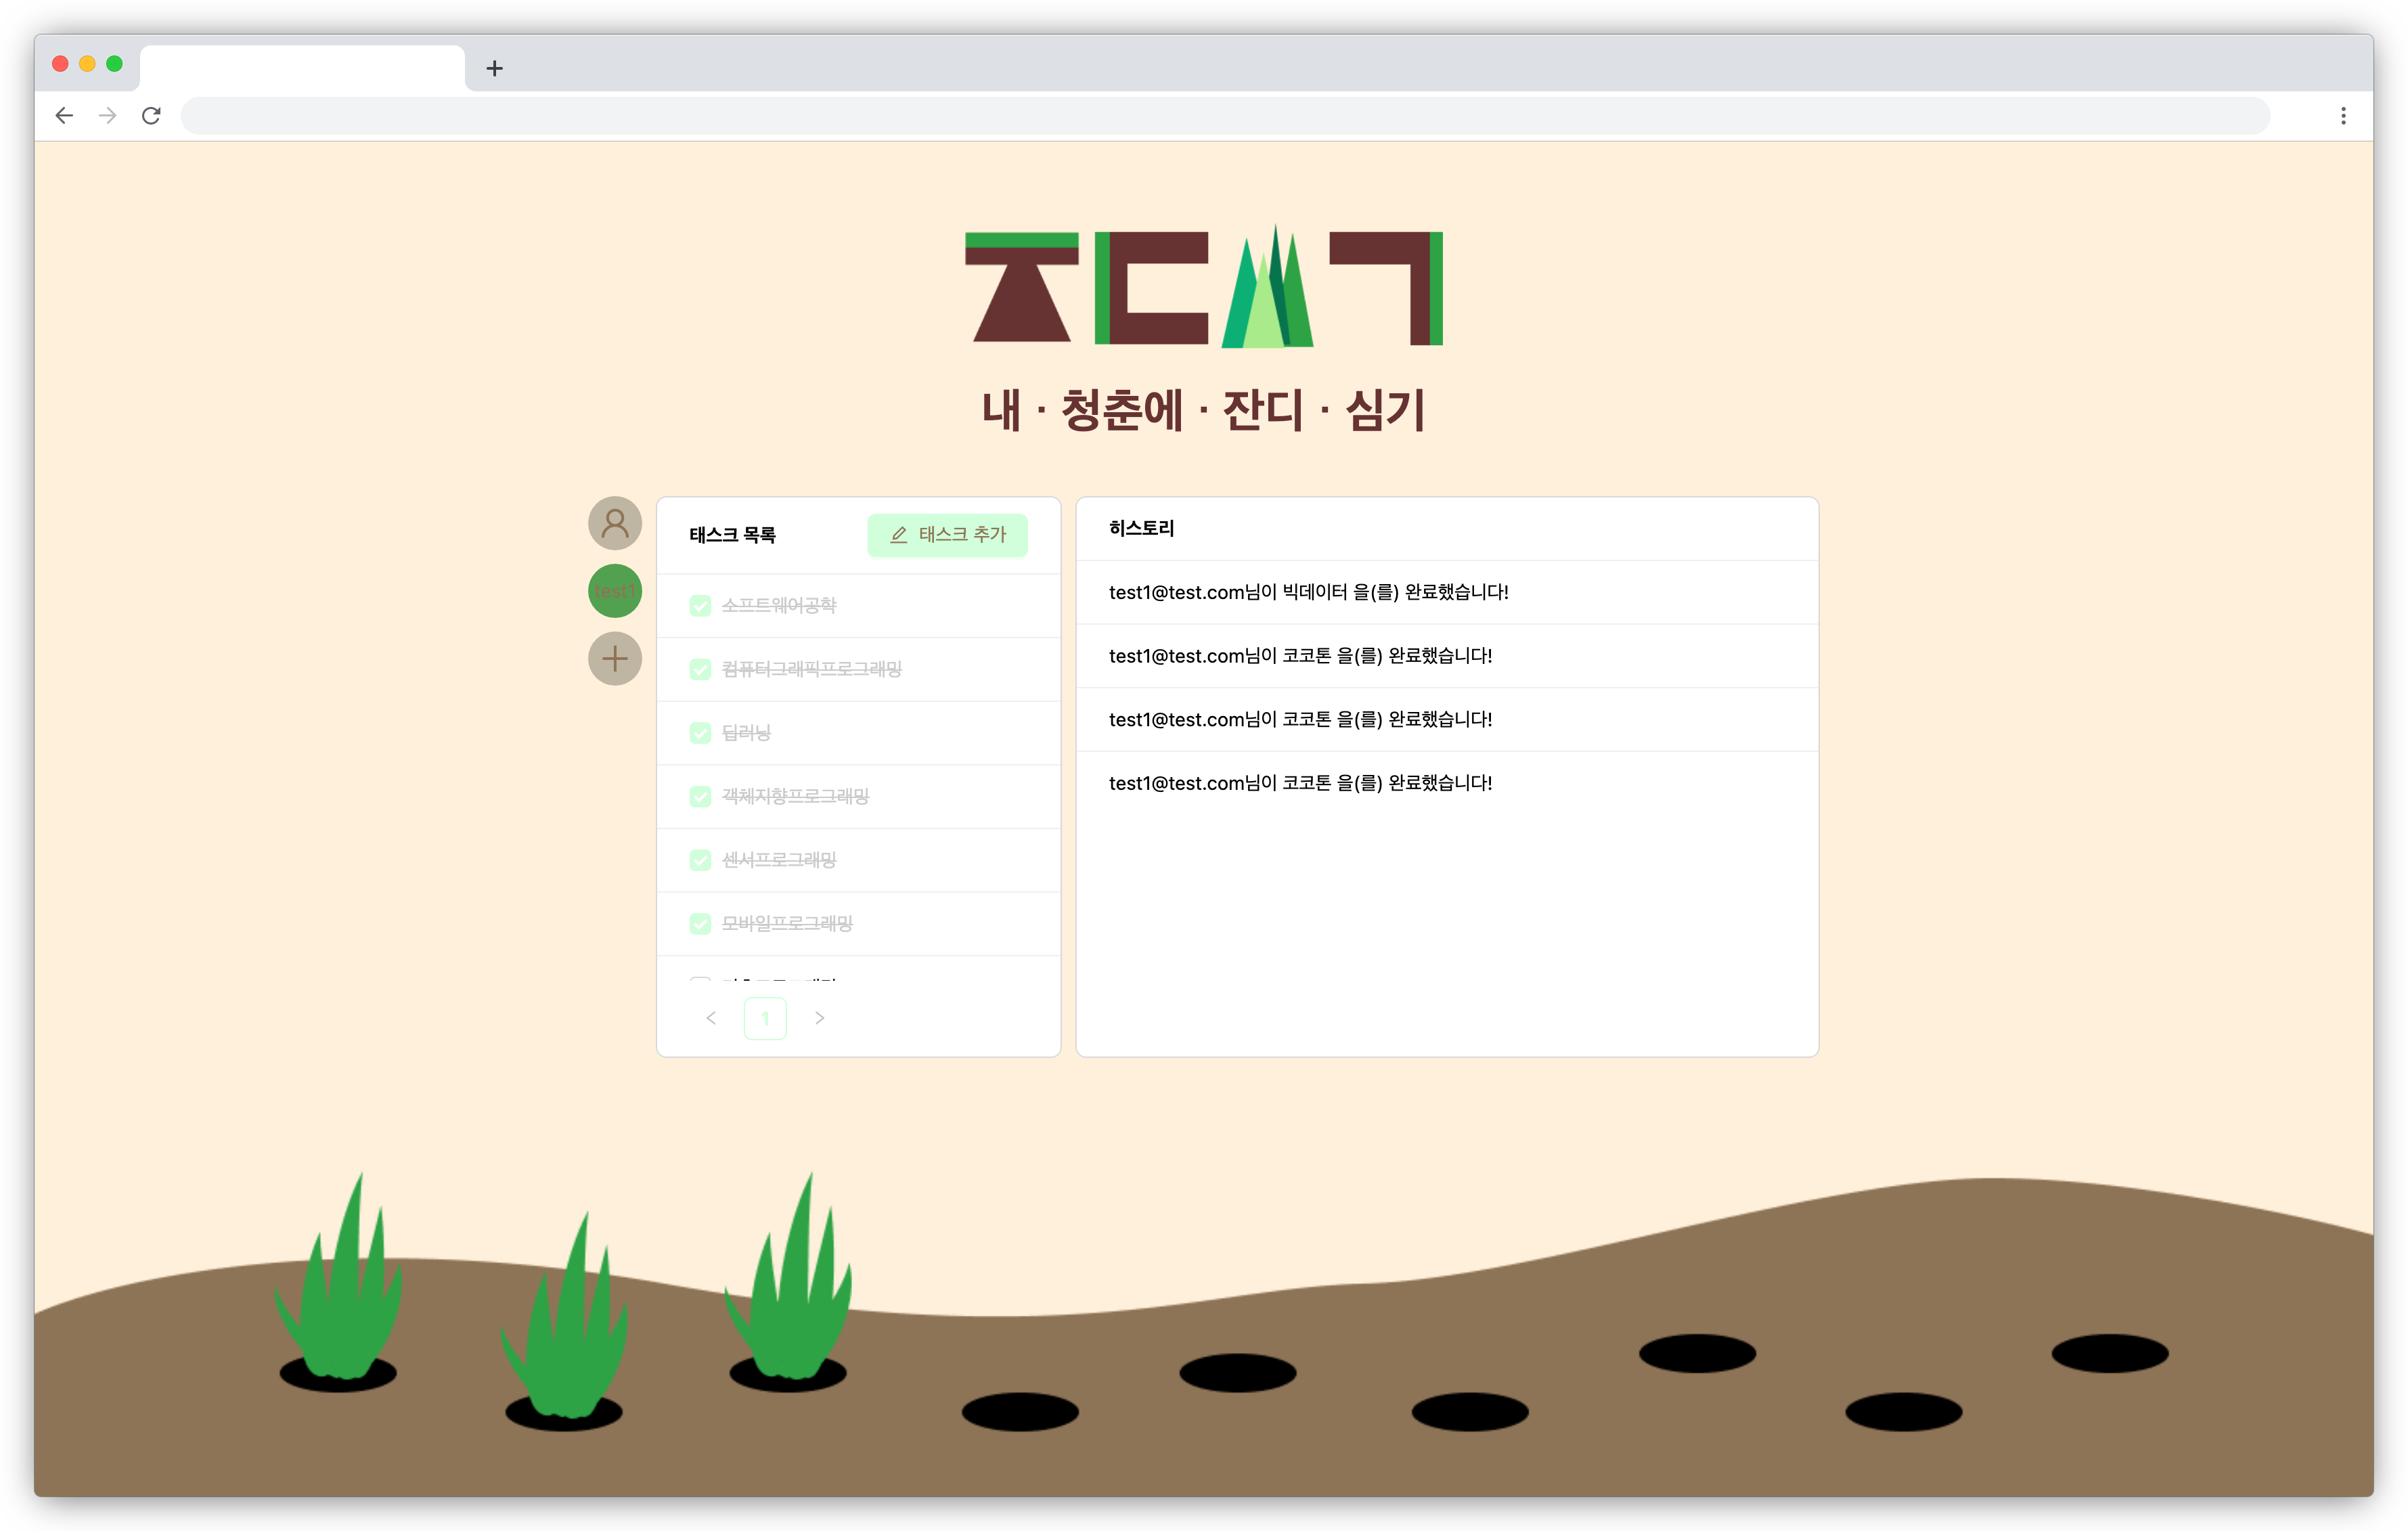 ㅈㄷㅅㄱ
내 · 청춘에 · 잔디 · 심기
test1
태스크 목록
태스크 추가
소프트웨어공학
컴퓨터그래픽프로그래밍
딥러닝
객체지향프로그래밍
센서프로그래밍
모바일프로그래밍
1
히스토리
test1@test.com님이 빅데이터 을(를) 완료했습니다!
test1@test.com님이 코코톤 을(를) 완료했습니다!
test1@test.com님이 코코톤 을(를) 완료했습니다!
test1@test.com님이 코코톤 을(를) 완료했습니다!